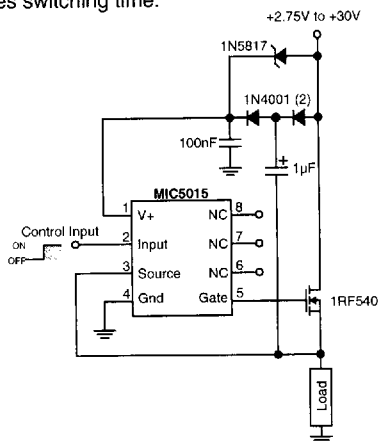 es switching time.
+2.75V to +30V
1N5817
1N4001 (2)
100nF
+
1µF
MIC5015
1 V+ NC 8
Control Input
ON
OFF
2 Input NC 7
3 Source NC 6
4 Gnd Gate 5
1RF540
Load